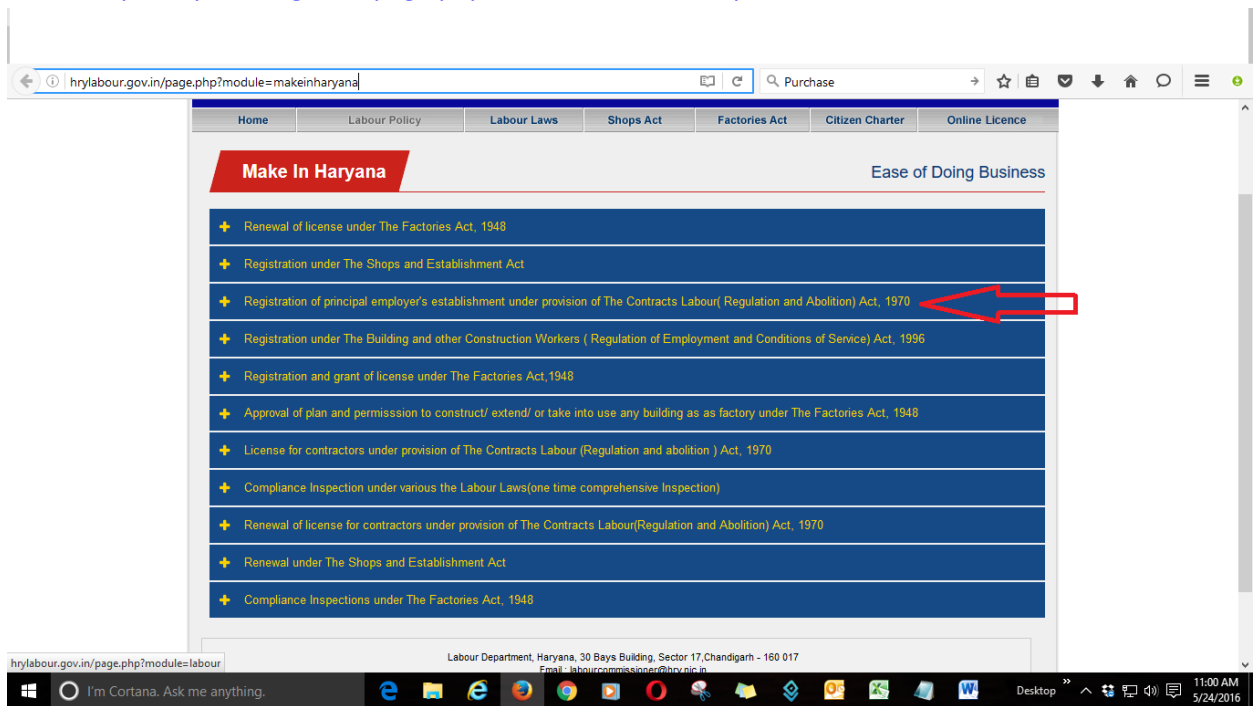 hrylabour.gov.in/page.php?module=makeinharyana
Purchase
Home Labour Policy Labour Laws Shops Act Factories Act Citizen Charter Online Licence
Make In Haryana
Ease of Doing Business
Renewal of license under The Factories Act, 1948
Registration under The Shops and Establishment Act
Registration of principal employer's establishment under provision of The Contracts Labour( Regulation and Abolition) Act, 1970
Registration under The Building and other Construction Workers ( Regulation of Employment and Conditions of Service) Act, 1996
Registration and grant of license under The Factories Act,1948
Approval of plan and permisssion to construct/ extend/ or take into use any building as as factory under The Factories Act, 1948
License for contractors under provision of The Contracts Labour (Regulation and abolition ) Act, 1970
Compliance Inspection under various the Labour Laws(one time comprehensive Inspection)
Renewal of license for contractors under provision of The Contracts Labour(Regulation and Abolition) Act, 1970
Renewal under The Shops and Establishment Act
Compliance Inspections under The Factories Act, 1948
Labour Department, Haryana, 30 Bays Building, Sector 17,Chandigarh - 160 017
Email : labourcommissioner@hry.nic.in
hrylabour.gov.in/page.php?module=labour
I'm Cortana. Ask me anything.
Desktop
11:00 AM
5/24/2016